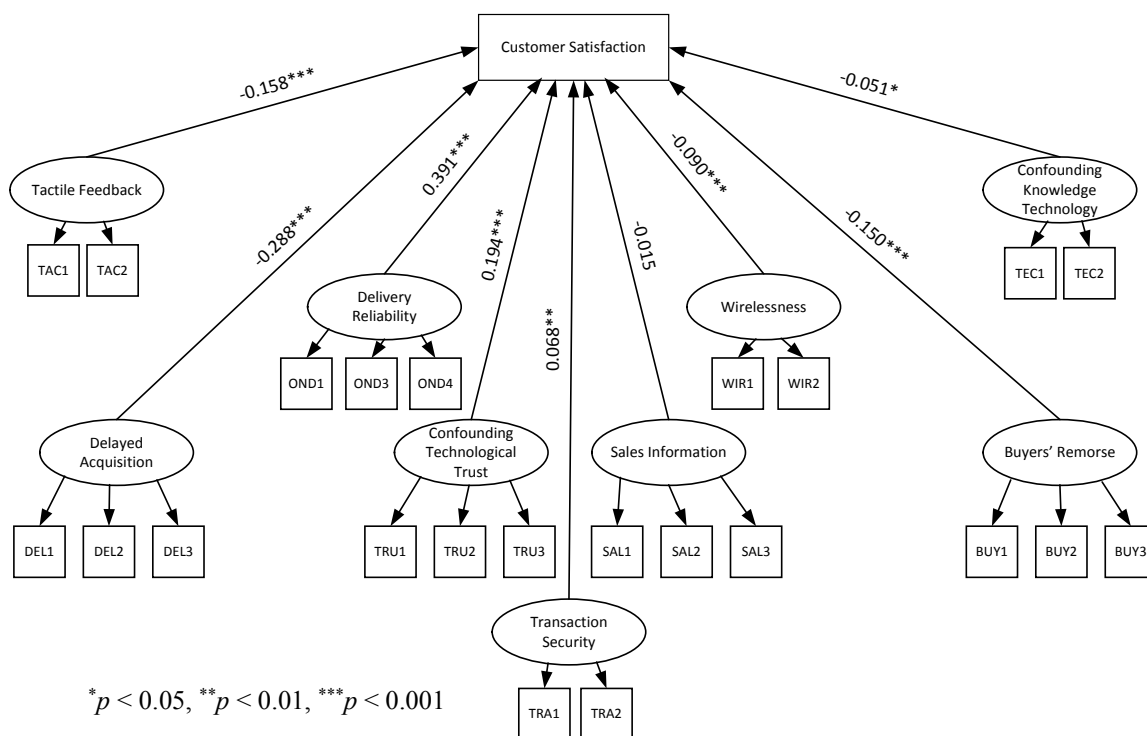 Customer Satisfaction
-0.158***
-0.051*
0.391***
-0.090***
Tactile Feedback
Confounding
Knowledge
Technology
-0.288***
0.194***
-0.015
-0.150***
TAC1
TAC2
TEC1
TEC2
Delivery
Reliability
Wirelessness
0.068**
OND1
OND3
OND4
WIR1
WIR2
Delayed
Acquisition
Confounding
Technological
Trust
Sales Information
Buyers’ Remorse
DEL1
DEL2
DEL3
TRU1
TRU2
TRU3
SAL1
SAL2
SAL3
BUY1
BUY2
BUY3
Transaction
Security
*p < 0.05, **p < 0.01, ***p < 0.001
TRA1
TRA2